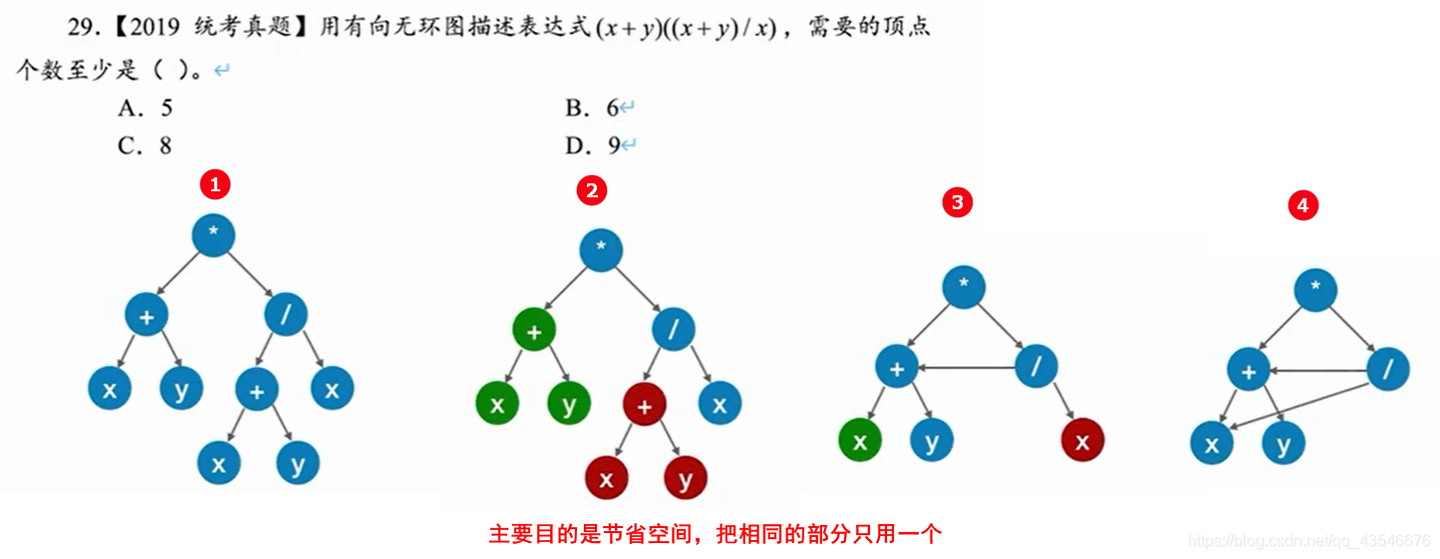 29.【2019 统考真题】用有向无环图描述表达式(x+y)((x+y)/x)，需要的顶点
个数至少是（ ）。↵
A. 5 B. 6↵
C. 8 D. 9↵
1 2 3 4
* * * *
+ / + / + / + /
x y + x x y + x x y x x y
x y x y
主要目的是节省空间，把相同的部分只用一个
https://blog.csdn.net/qq_43546676